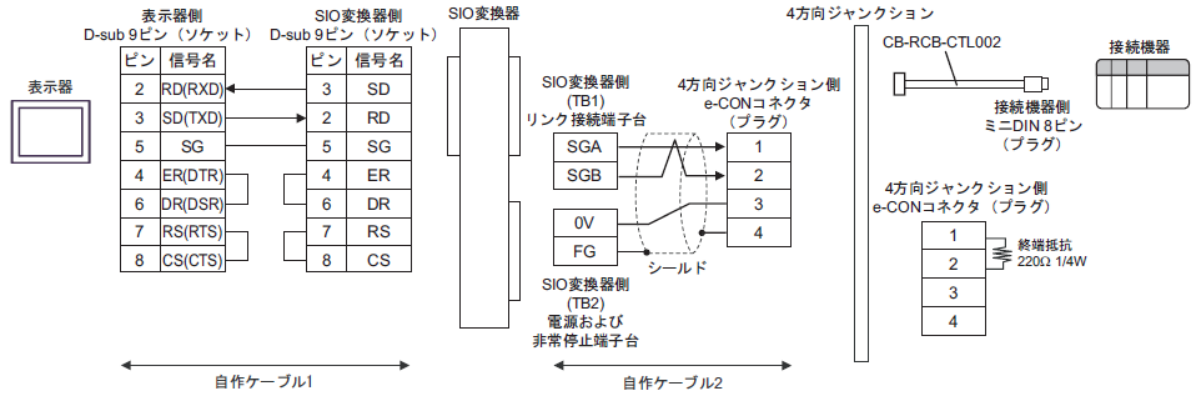 表示器
表示器側
D-sub 9ピン（ソケット）
ピン 信号名
2 RD(RXD)
3 SD(TXD)
5 SG
4 ER(DTR)
6 DR(DSR)
7 RS(RTS)
8 CS(CTS)
SIO変換器側
D-sub 9ピン（ソケット）
ピン 信号名
3 SD
2 RD
5 SG
4 ER
6 DR
7 RS
8 CS
自作ケーブル1
SIO変換器
SIO変換器側
(TB1)
リンク接続端子台
SGA
SGB
0V
FG
SIO変換器側
(TB2)
電源および
非常停止端子台
シールド
4方向ジャンクション側
e-CONコネクタ
（プラグ）
1
2
3
4
自作ケーブル2
4方向ジャンクション
CB-RCB-CTL002
接続機器
接続機器側
ミニDIN 8ピン
（プラグ）
4方向ジャンクション側
e-CONコネクタ（プラグ）
1
2
3
4
終端抵抗
220Ω 1/4W